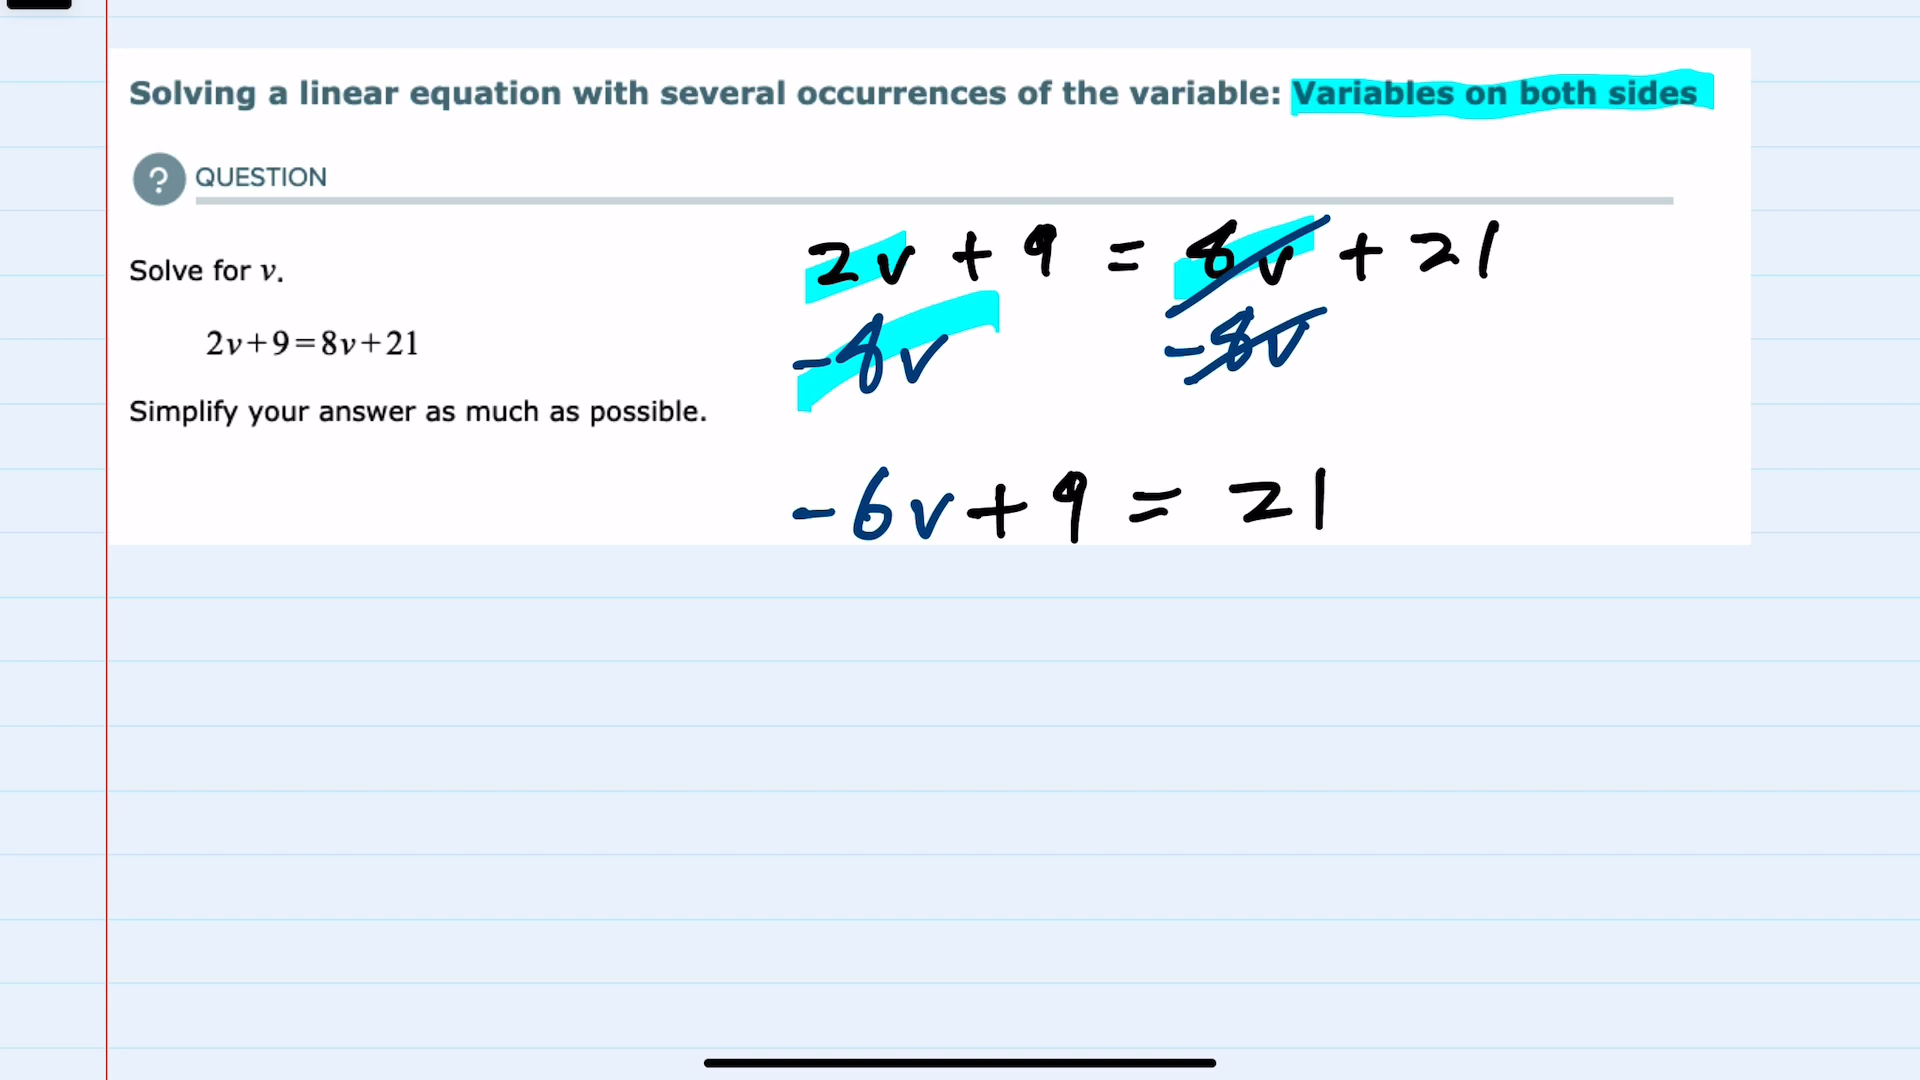 Solving a linear equation with several occurrences of the variable: Variables on both sides
? QUESTION
Solve for v.
2v+9=8v+21
Simplify your answer as much as possible.
2v + 9 = 8v + 21
-8v -8v
-6v + 9 = 21